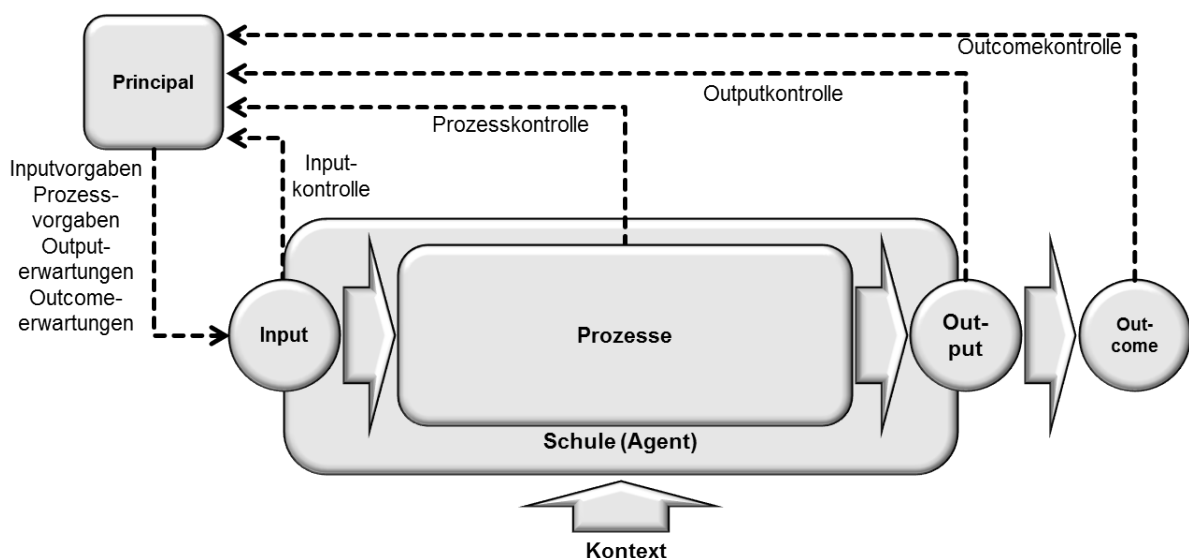 Outcomekontrolle
Principal
Outputkontrolle
Prozesskontrolle
Inputvorgaben
Prozess-
vorgaben
Output-
erwartungen
Outcome-
erwartungen
Input-
kontrolle
Input
Prozesse
Out-
put
Out-
come
Schule (Agent)
Kontext